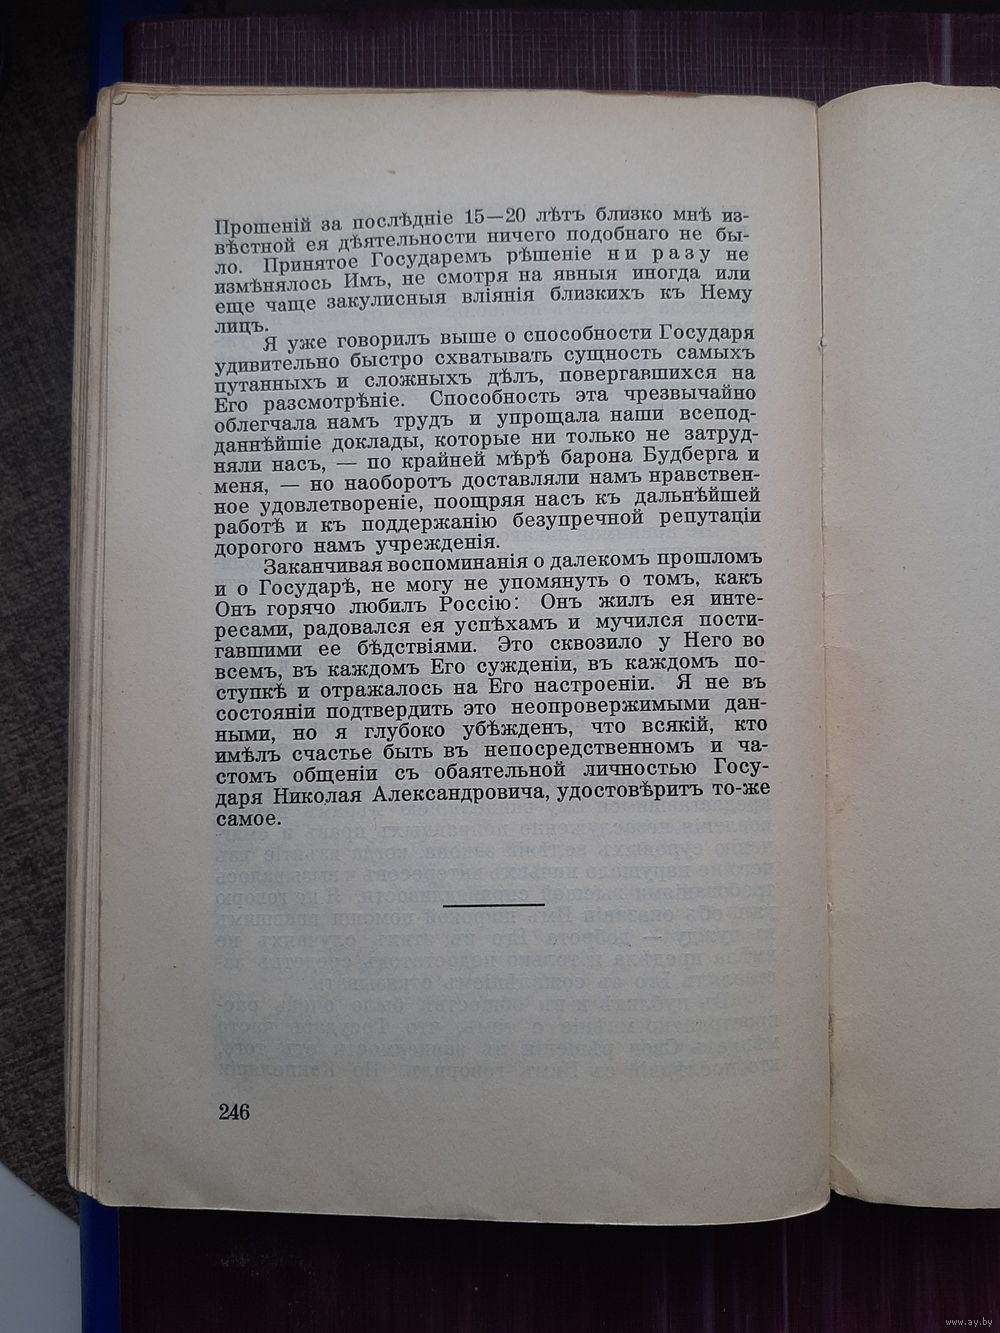 Прошеній за послѣдніе 15—20 лѣтъ близко мнѣ из-
вѣстной ея дѣятельности ничего подобнаго не бы-
ло. Принятое Государемъ рѣшеніе ни разу не
измѣнялось Имъ, не смотря на явныя иногда или
еще чаще закулисныя вліянія близкихъ къ Нему
лицъ.
Я уже говорилъ выше о способности Государя
удивительно быстро схватывать сущность самыхъ
путанныхъ и сложныхъ дѣлъ, повергавшихся на
Его разсмотрѣніе. Способность эта чрезвычайно
облегчала намъ трудъ и упрощала наши всепод-
даннѣйшіе доклады, которые ни только не затруд-
няли насъ, — по крайней мѣрѣ барона Будберга и
меня, — но наоборотъ доставляли намъ нравствен-
ное удовлетвореніе, поощряя насъ къ дальнѣйшей
работѣ и къ поддержанію безупречной репутаціи
дорогого намъ учрежденія.
Заканчивая воспоминанія о далекомъ прошломъ
и о Государѣ, не могу не упомянуть о томъ, какъ
Онъ горячо любилъ Россію: Онъ жилъ ея инте-
ресами, радовался ея успѣхамъ и мучился пости-
гавшими ее бѣдствіями. Это сквозило у Него во
всемъ, въ каждомъ Его сужденіи, въ каждомъ по-
ступкѣ и отражалось на Его настроеніи. Я не въ
состояніи подтвердить это неопровержимыми дан-
ными, но я глубоко убѣжденъ, что всякій, кто
имѣлъ счастье быть въ непосредственномъ и ча-
стомъ общеніи съ обаятельной личностью Госу-
даря Николая Александровича, удостовѣритъ то-же
самое.
246
www.ay.by